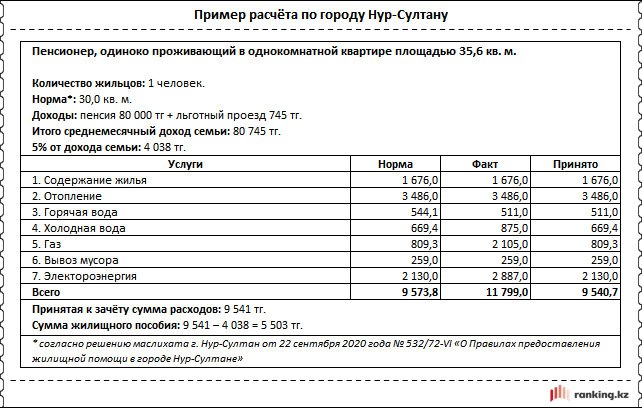 Пример расчёта по городу Нур-Султану
Пенсионер, одиноко проживающий в однокомнатной квартире площадью 35,6 кв. м.
Количество жильцов: 1 человек.
Норма*: 30,0 кв. м.
Доходы: пенсия 80 000 тг + льготный проезд 745 тг.
Итого среднемесячный доход семьи: 80 745 тг.
5% от дохода семьи: 4 038 тг.
Услуги Норма Факт Принято
1. Содержание жилья 1 676,0 1 676,0 1 676,0
2. Отопление 3 486,0 3 486,0 3 486,0
3. Горячая вода 544,1 511,0 511,0
4. Холодная вода 669,4 875,0 669,4
5. Газ 809,3 2 105,0 809,3
6. Вывоз мусора 259,0 259,0 259,0
7. Электороэнергия 2 130,0 2 887,0 2 130,0
Всего 9 573,8 11 799,0 9 540,7
Принятая к зачёту сумма расходов: 9 541 тг.
Сумма жилищного пособия: 9 541 – 4 038 = 5 503 тг.
* согласно решению маслихата г. Нур-Султан от 22 сентября 2020 года № 532/72-VI «О Правилах предоставления
жилищной помощи в городе Нур-Султане»
ranking.kz